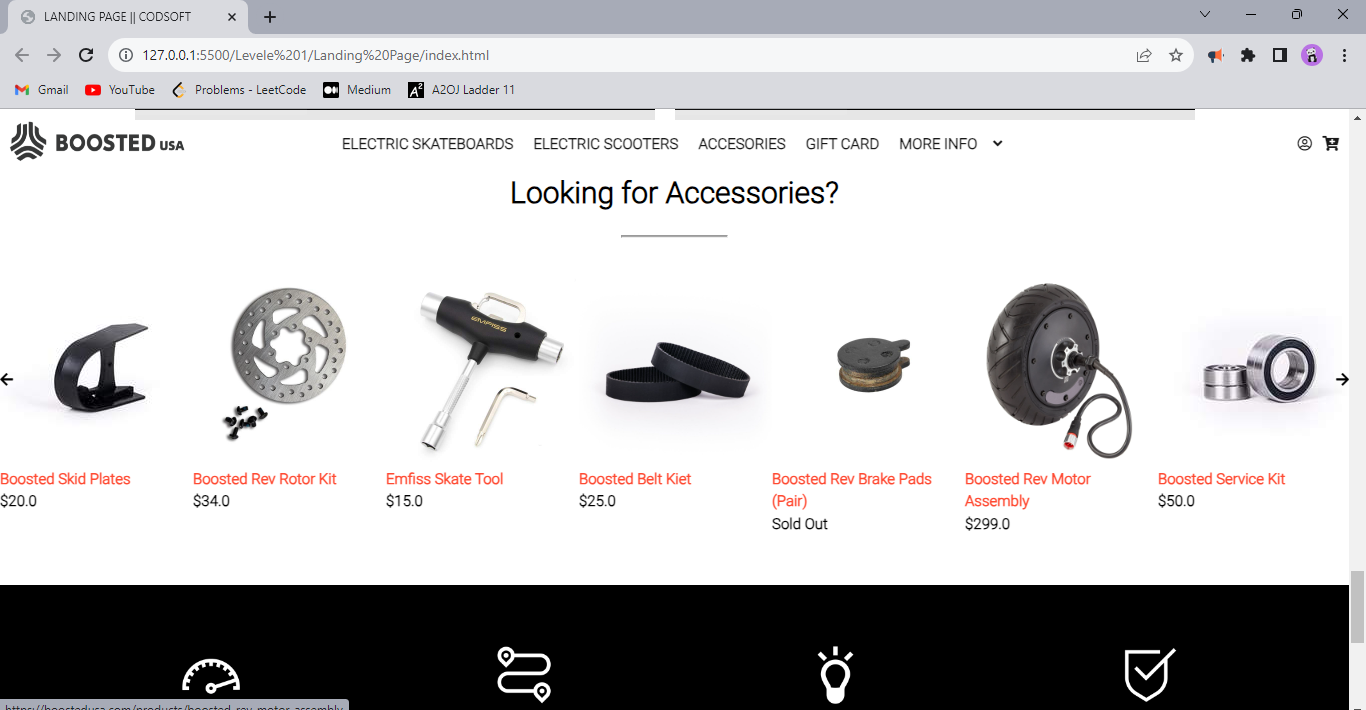 LANDING PAGE || CODSOFT
127.0.0.1:5500/Levele%201/Landing%20Page/index.html
Gmail YouTube Problems - LeetCode Medium A2OJ Ladder 11
BOOSTED USA ELECTRIC SKATEBOARDS ELECTRIC SCOOTERS ACCESORIES GIFT CARD MORE INFO
Looking for Accessories?
EMFISS
Boosted Skid Plates
$20.0
Boosted Rev Rotor Kit
$34.0
Emfiss Skate Tool
$15.0
Boosted Belt Kiet
$25.0
Boosted Rev Brake Pads
(Pair)
Sold Out
Boosted Rev Motor
Assembly
$299.0
Boosted Service Kit
$50.0
https://boostedusa.com/products/boosted-rev-motor-assembly